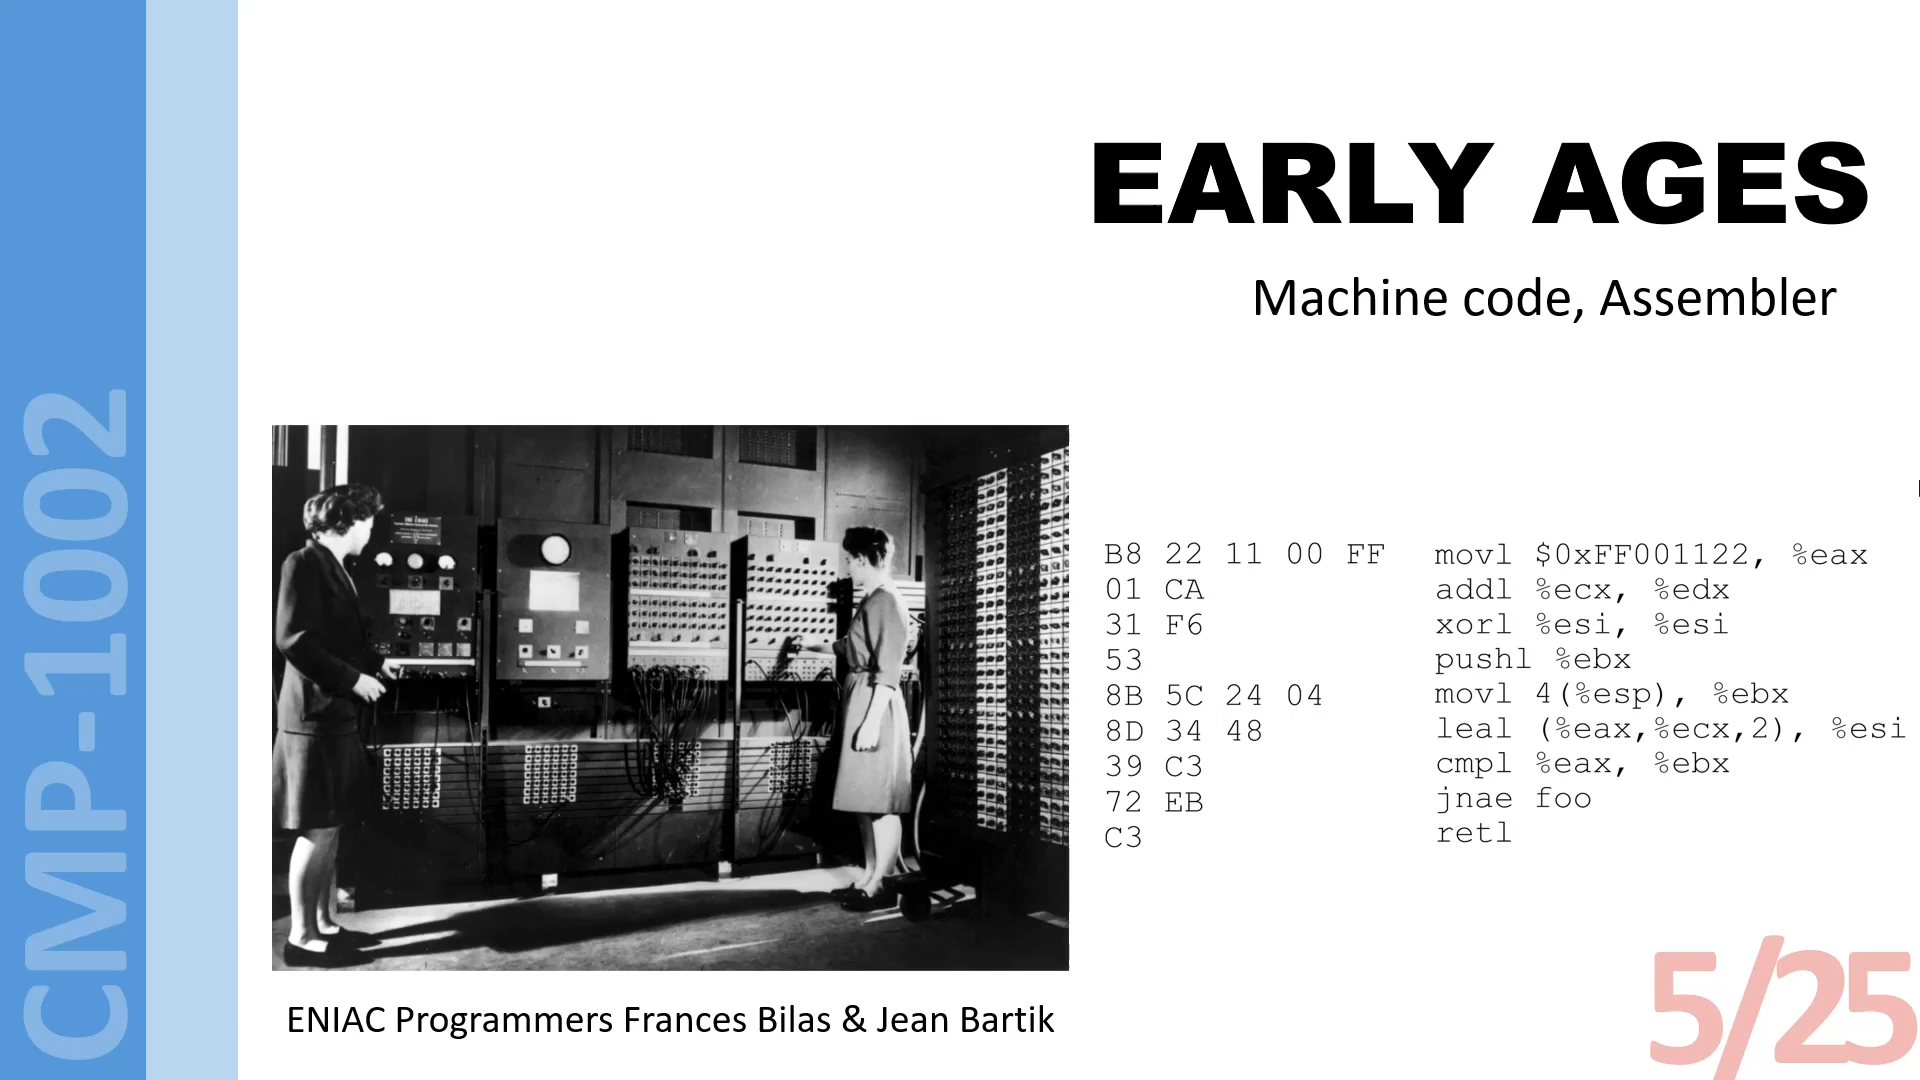 CMP-1002
EARLY AGES
Machine code, Assembler
B8 22 11 00 FF movl $0xFF001122, %eax
01 CA addl %ecx, %edx
31 F6 xorl %esi, %esi
53 pushl %ebx
8B 5C 24 04 movl 4(%esp), %ebx
8D 34 48 leal (%eax,%ecx,2), %esi
39 C3 cmpl %eax, %ebx
72 EB jnae foo
C3 retl
ENIAC Programmers Frances Bilas & Jean Bartik
5/25